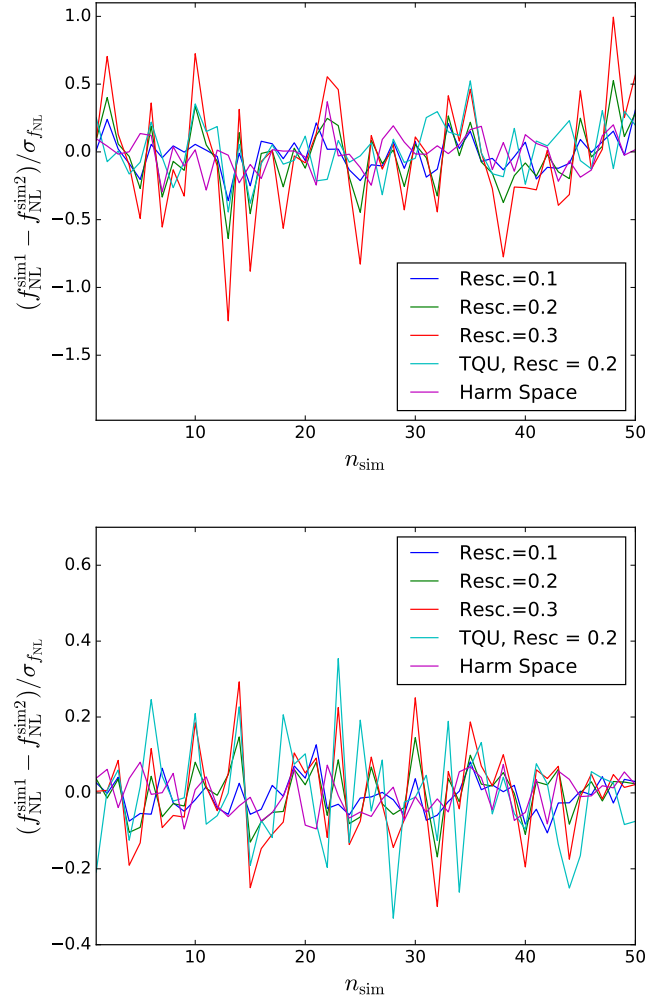 1.0
0.5
0.0
−0.5
−1.0
−1.5
(f_NL^sim1 − f_NL^sim2)/σ_f_NL
Resc.=0.1
Resc.=0.2
Resc.=0.3
TQU, Resc = 0.2
Harm Space
10 20 30 40 50
n_sim
0.6
0.4
0.2
0.0
−0.2
−0.4
(f_NL^sim1 − f_NL^sim2)/σ_f_NL
Resc.=0.1
Resc.=0.2
Resc.=0.3
TQU, Resc = 0.2
Harm Space
10 20 30 40 50
n_sim